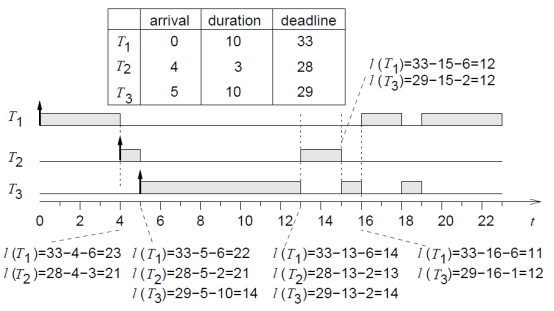 arrival duration deadline
T1 0 10 33
T2 4 3 28
T3 5 10 29
l (T1)=33−15−6=12
l (T3)=29−15−2=12
T1
T2
T3
0 2 4 6 8 10 12 14 16 18 20 22 t
l (T1)=33−4−6=23 l (T1)=33−5−6=22 l (T1)=33−13−6=14 l (T1)=33−16−6=11
l (T2)=28−4−3=21 l (T2)=28−5−2=21 l (T2)=28−13−2=13 l (T3)=29−16−1=12
l (T3)=29−5−10=14 l (T3)=29−13−2=14